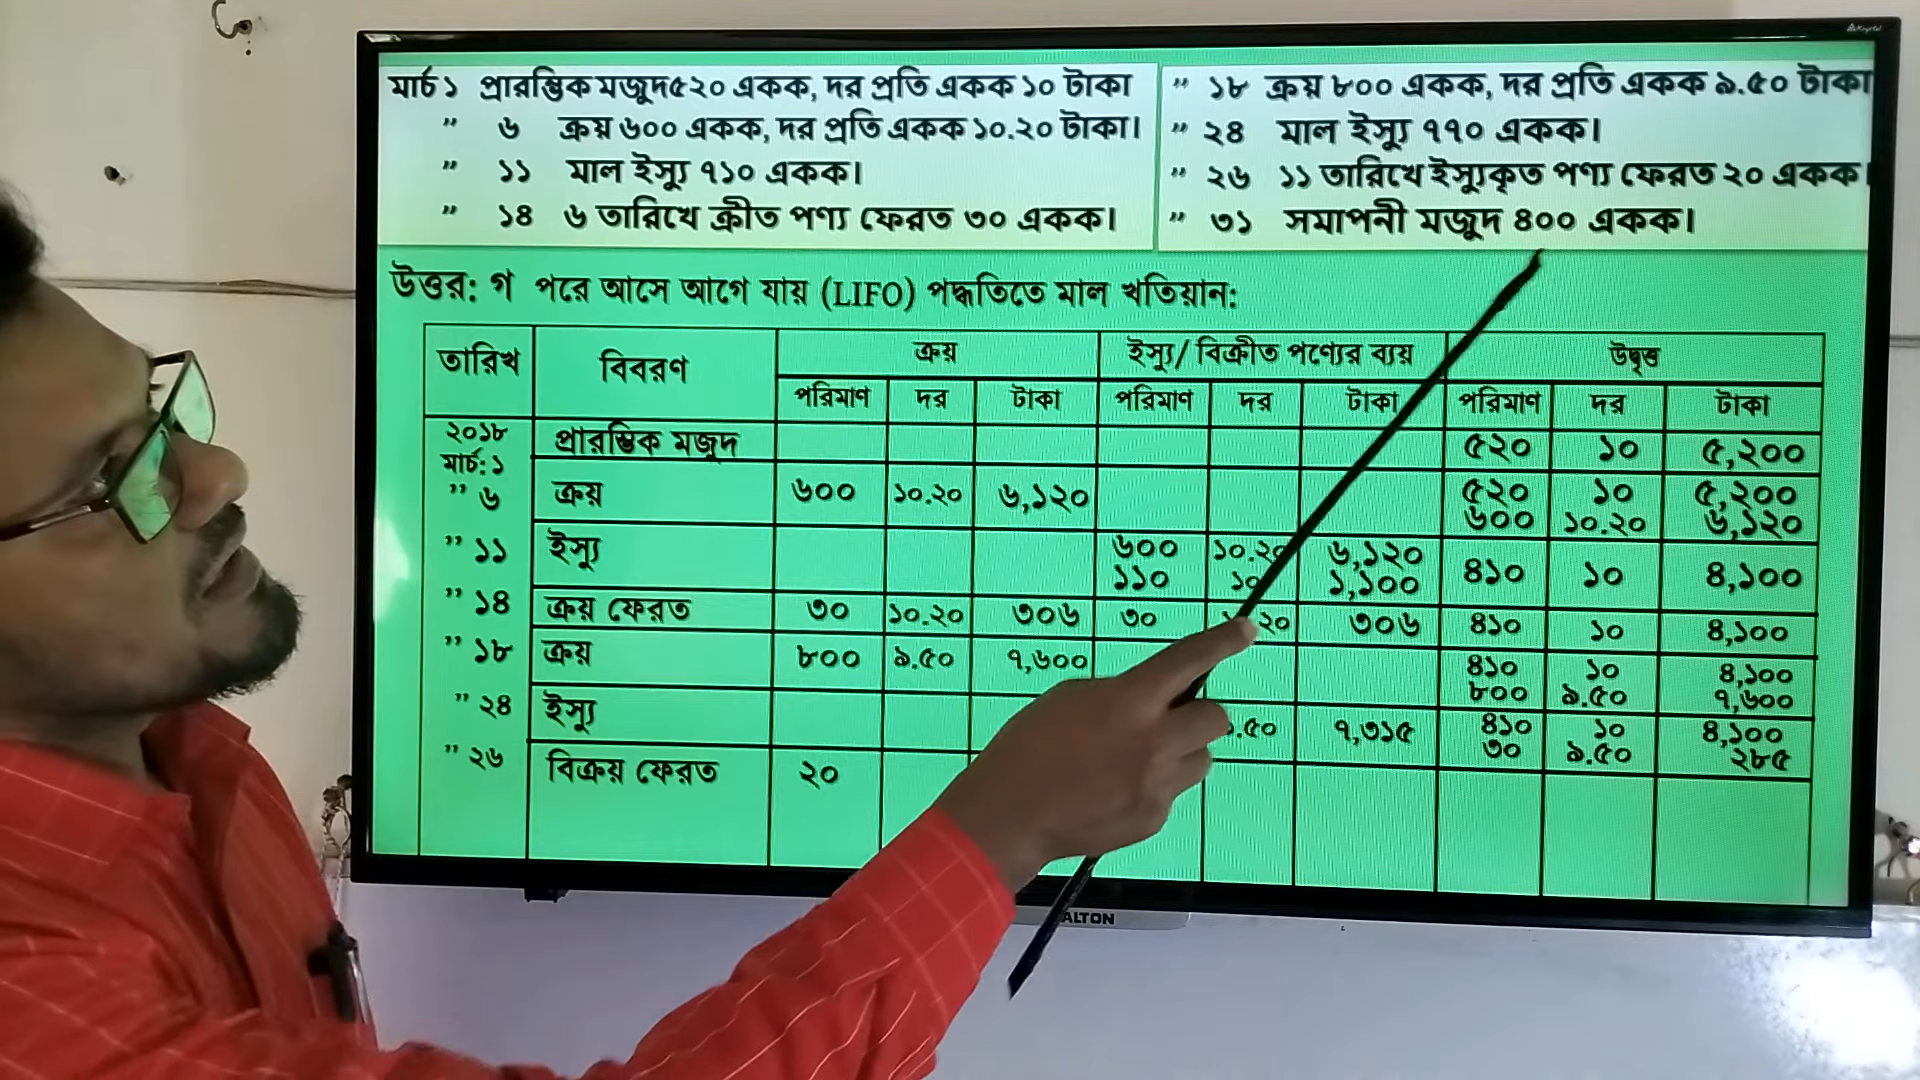 মার্চ ১ প্রারম্ভিক মজুদ৫২০ একক, দর প্রতি একক ১০ টাকা
" ৬ ক্রয় ৬০০ একক, দর প্রতি একক ১০.২০ টাকা।
" ১১ মাল ইস্যু ৭১০ একক।
" ১৪ ৬ তারিখে ক্রীত পণ্য ফেরত ৩০ একক।
" ১৮ ক্রয় ৮০০ একক, দর প্রতি একক ৯.৫০ টাকা
" ২৪ মাল ইস্যু ৭৭০ একক।
" ২৬ ১১ তারিখে ইস্যুকৃত পণ্য ফেরত ২০ একক।
" ৩১ সমাপনী মজুদ ৪০০ একক।
উত্তর: গ পরে আসে আগে যায় (LIFO) পদ্ধতিতে মাল খতিয়ান:
তারিখ বিবরণ ক্রয় ইস্যু/ বিক্রীত পণ্যের ব্যয় উদ্বৃত্ত
পরিমাণ দর টাকা পরিমাণ দর টাকা পরিমাণ দর টাকা
২০১৮ মার্চ: ১ প্রারম্ভিক মজুদ ৫২০ ১০ ৫,২০০
" ৬ ক্রয় ৬০০ ১০.২০ ৬,১২০ ৫২০ ১০ ৫,২০০
৬০০ ১০.২০ ৬,১২০
" ১১ ইস্যু ৬০০ ১০.২০ ৬,১২০ ৪১০ ১০ ৪,১০০
১১০ ১০ ১,১০০
" ১৪ ক্রয় ফেরত ৩০ ১০.২০ ৩০৬ ৩০ ২০ ৩০৬ ৪১০ ১০ ৪,১০০
" ১৮ ক্রয় ৮০০ ৯.৫০ ৭,৬০০ ৪১০ ১০ ৪,১০০
৮০০ ৯.৫০ ৭,৬০০
" ২৪ ইস্যু .৫০ ৭,৩১৫ ৪১০ ১০ ৪,১০০
৩০ ৯.৫০ ২৮৫
" ২৬ বিক্রয় ফেরত ২০
ALTON